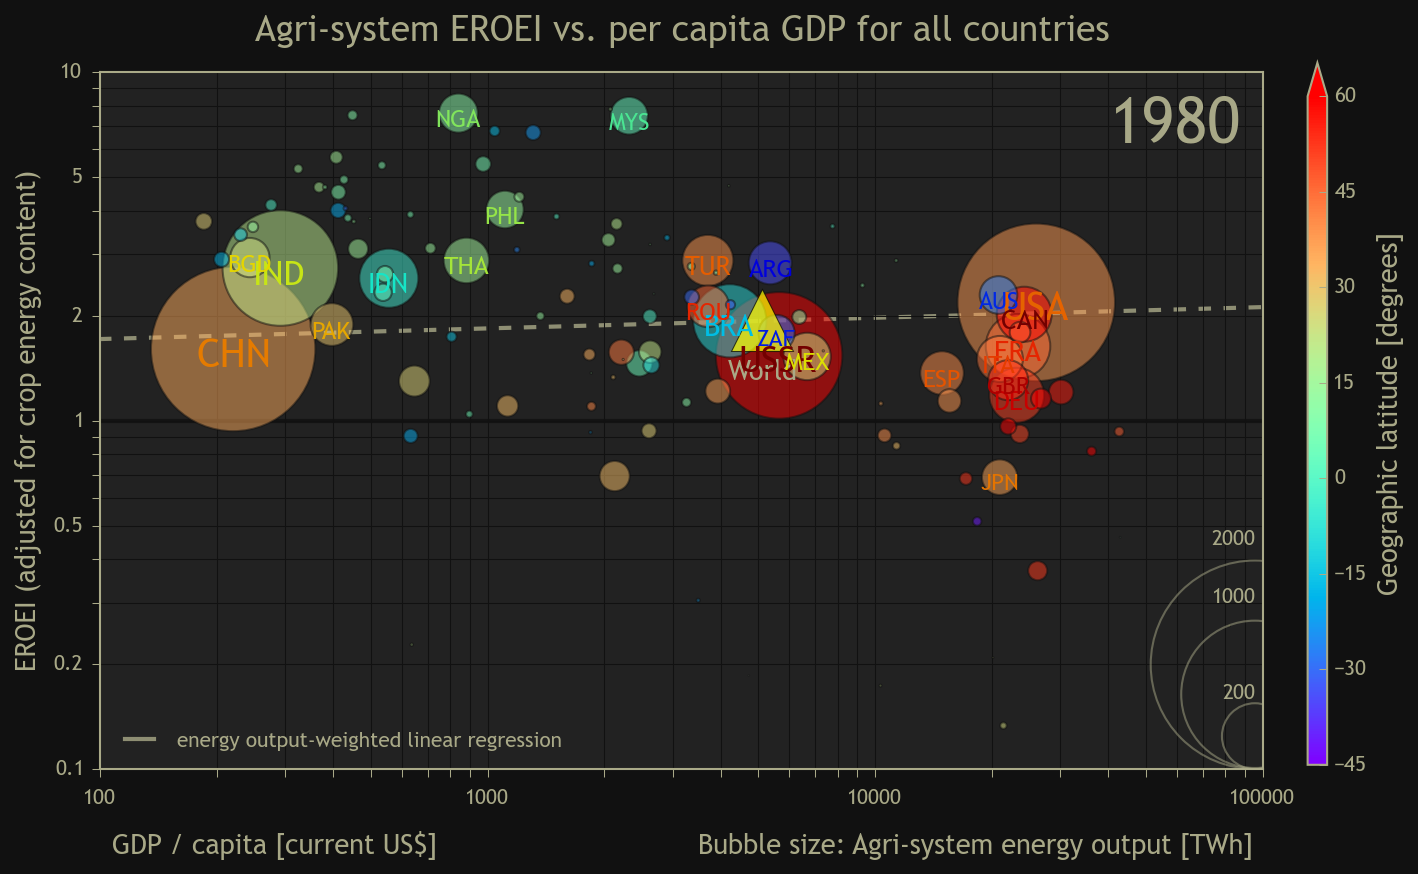 Agri-system EROEI vs. per capita GDP for all countries
1980
EROEI (adjusted for crop energy content)
10
5
2
1
0.5
0.2
0.1
NGA
MYS
PHL
THA
IND
BGD
IDN
CHN
PAK
TUR
ARG
ROU
BRA
ZAF
USSR
MEX
World
USA
AUS
CAN
FRA
ITA
ESP
GBR
DEU
JPN
2000
1000
200
energy output-weighted linear regression
100
1000
10000
100000
GDP / capita [current US$]
Bubble size: Agri-system energy output [TWh]
60
45
30
15
0
−15
−30
−45
Geographic latitude [degrees]